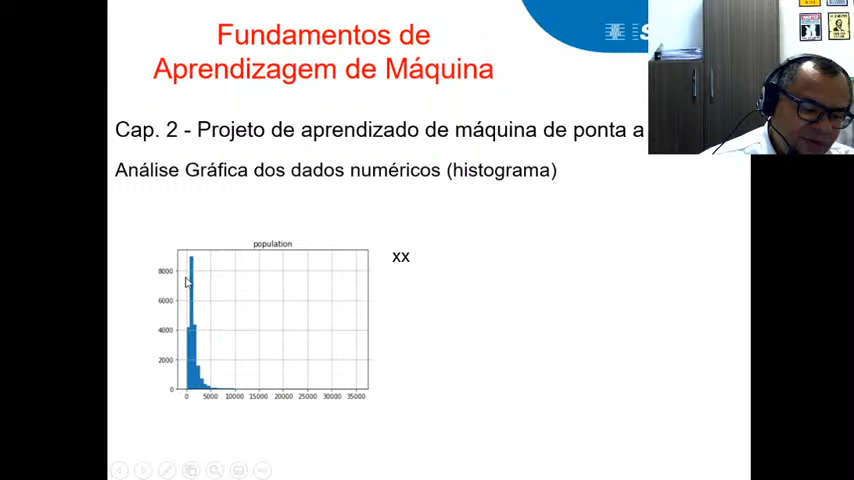 Fundamentos de
Aprendizagem de Máquina
S
Cap. 2 - Projeto de aprendizado de máquina de ponta a
Análise Gráfica dos dados numéricos (histograma)
population
xx
8000
6000
4000
2000
0
0 5000 10000 15000 20000 25000 30000 35000